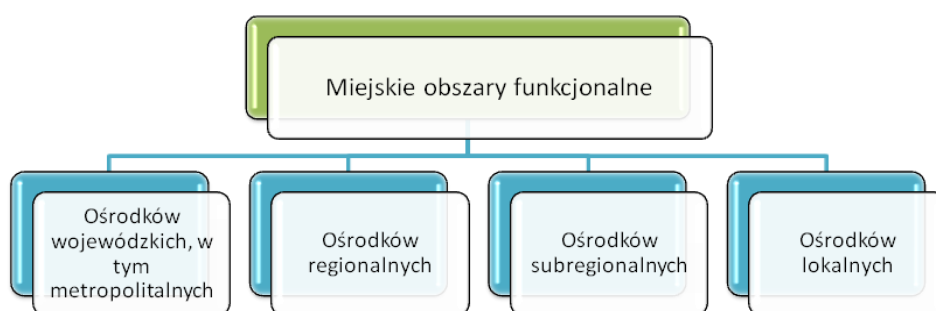 Miejskie obszary funkcjonalne
Ośrodków
wojewódzkich, w
tym
metropolitalnych
Ośrodków
regionalnych
Ośrodków
subregionalnych
Ośrodków
lokalnych